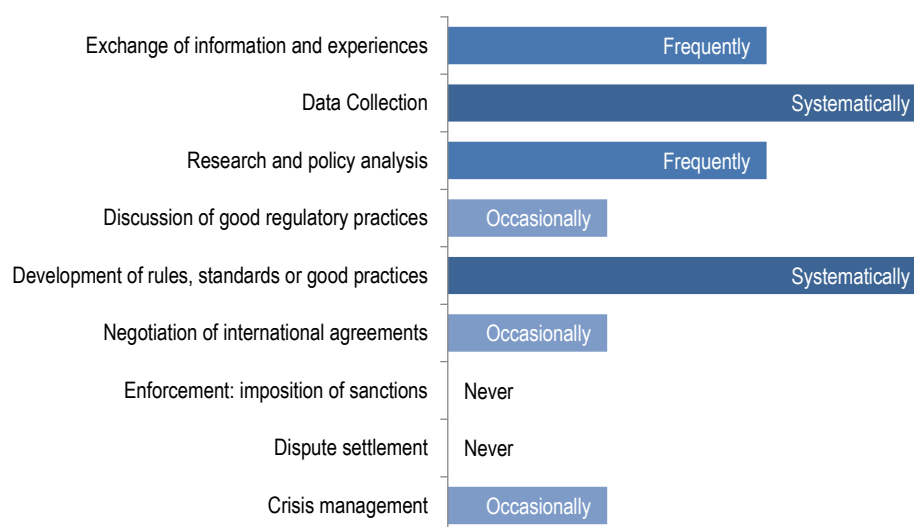 Exchange of information and experiences Frequently
Data Collection Systematically
Research and policy analysis Frequently
Discussion of good regulatory practices Occasionally
Development of rules, standards or good practices Systematically
Negotiation of international agreements Occasionally
Enforcement: imposition of sanctions Never
Dispute settlement Never
Crisis management Occasionally